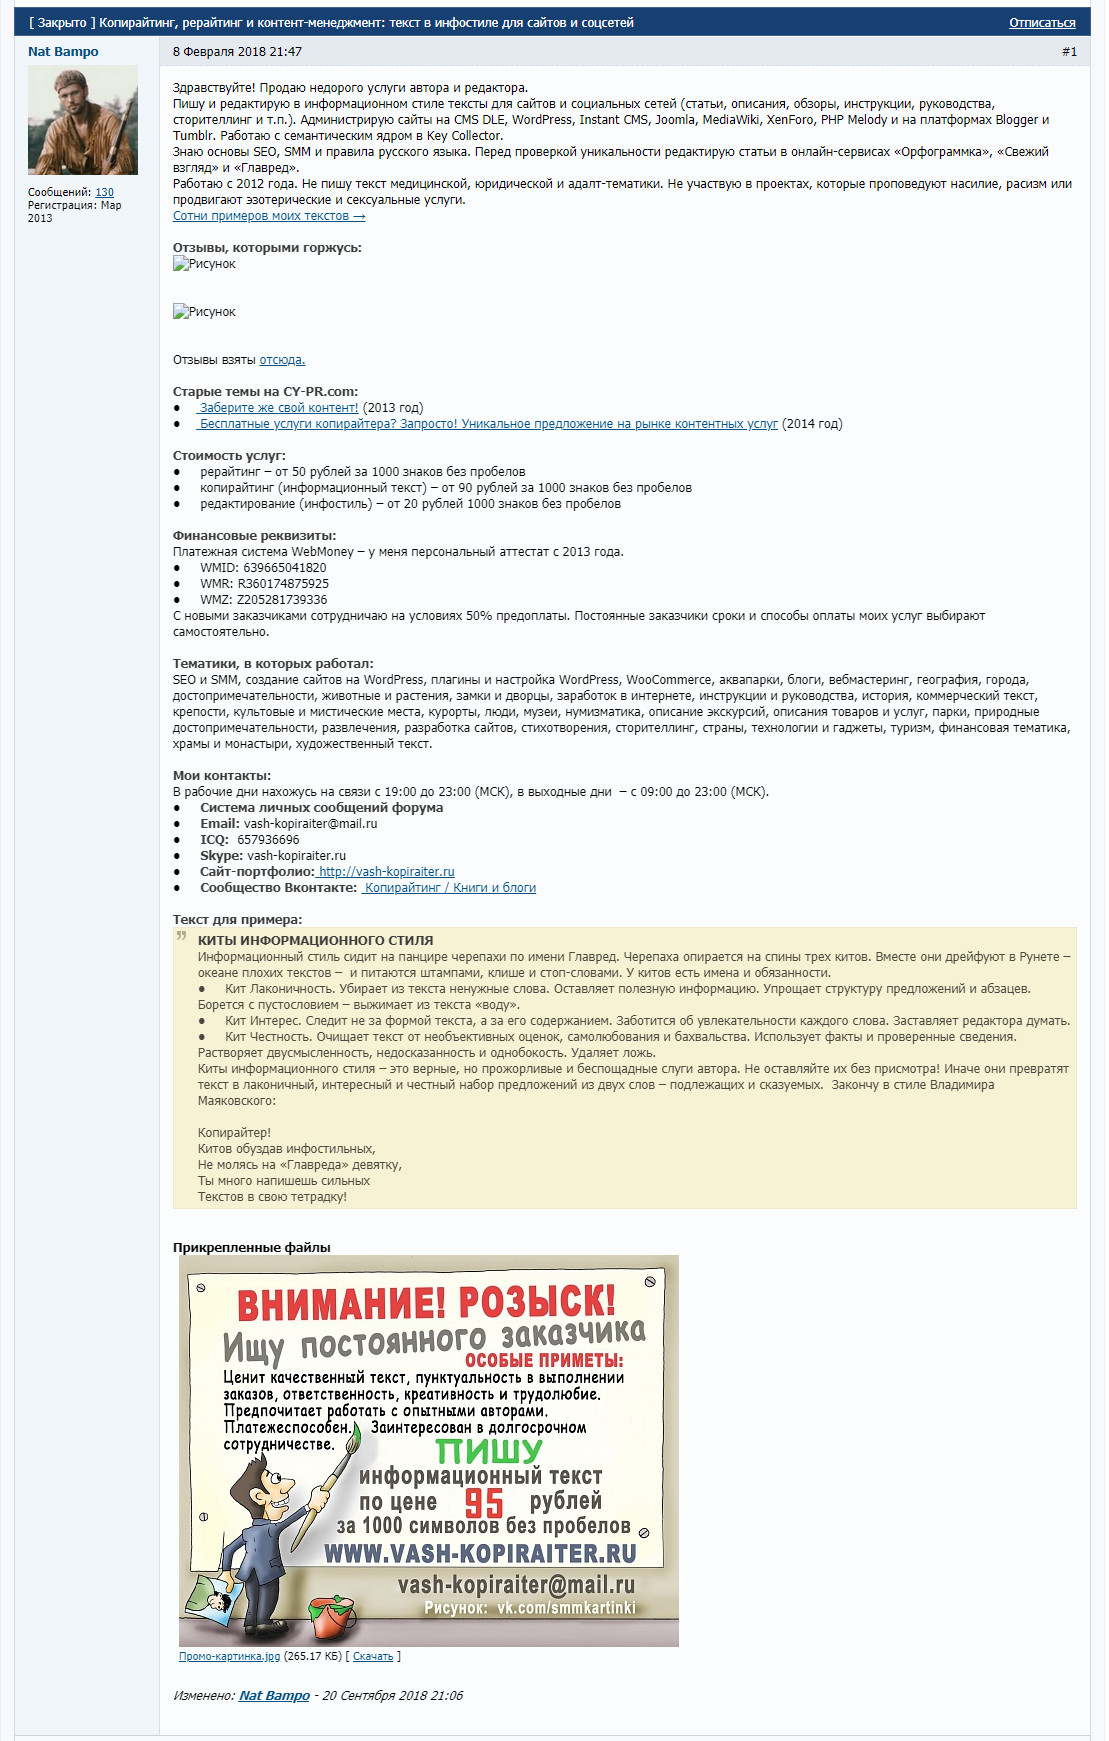 [ Закрыто ] Копирайтинг, рерайтинг и контент-менеджмент: текст в инфостиле для сайтов и соцсетей
Отписаться
Nat Bampo
8 Февраля 2018 21:47
#1
Сообщений: 130
Регистрация: Мар
2013
Здравствуйте! Продаю недорого услуги автора и редактора.
Пишу и редактирую в информационном стиле тексты для сайтов и социальных сетей (статьи, описания, обзоры, инструкции, руководства,
сторителлинг и т.п.). Администрирую сайты на CMS DLE, WordPress, Instant CMS, Joomla, MediaWiki, XenForo, PHP Melody и на платформах Blogger и
Tumblr. Работаю с семантическим ядром в Key Collector.
Знаю основы SEO, SMM и правила русского языка. Перед проверкой уникальности редактирую статьи в онлайн-сервисах «Орфограммка», «Свежий
взгляд» и «Главред».
Работаю с 2012 года. Не пишу текст медицинской, юридической и адалт-тематики. Не участвую в проектах, которые проповедуют насилие, расизм или
продвигают эзотерические и сексуальные услуги.
Сотни примеров моих текстов →
Отзывы, которыми горжусь:
Рисунок
Рисунок
Отзывы взяты отсюда.
Старые темы на CY-PR.com:
● Заберите же свой контент! (2013 год)
● Бесплатные услуги копирайтера? Запросто! Уникальное предложение на рынке контентных услуг (2014 год)
Стоимость услуг:
● рерайтинг – от 50 рублей за 1000 знаков без пробелов
● копирайтинг (информационный текст) – от 90 рублей за 1000 знаков без пробелов
● редактирование (инфостиль) – от 20 рублей 1000 знаков без пробелов
Финансовые реквизиты:
Платежная система WebMoney – у меня персональный аттестат с 2013 года.
● WMID: 639665041820
● WMR: R360174875925
● WMZ: Z205281739336
С новыми заказчиками сотрудничаю на условиях 50% предоплаты. Постоянные заказчики сроки и способы оплаты моих услуг выбирают
самостоятельно.
Тематики, в которых работал:
SEO и SMM, создание сайтов на WordPress, плагины и настройка WordPress, WooCommerce, аквапарки, блоги, вебмастеринг, география, города,
достопримечательности, животные и растения, замки и дворцы, заработок в интернете, инструкции и руководства, история, коммерческий текст,
крепости, культовые и мистические места, курорты, люди, музеи, нумизматика, описание экскурсий, описания товаров и услуг, парки, природные
достопримечательности, развлечения, разработка сайтов, стихотворения, сторителлинг, страны, технологии и гаджеты, туризм, финансовая тематика,
храмы и монастыри, художественный текст.
Мои контакты:
В рабочие дни нахожусь на связи с 19:00 до 23:00 (МСК), в выходные дни – с 09:00 до 23:00 (МСК).
● Система личных сообщений форума
● Email: vash-kopiraiter@mail.ru
● ICQ: 657936696
● Skype: vash-kopiraiter.ru
● Сайт-портфолио: http://vash-kopiraiter.ru
● Сообщество Вконтакте: Копирайтинг / Книги и блоги
Текст для примера:
КИТЫ ИНФОРМАЦИОННОГО СТИЛЯ
Информационный стиль сидит на панцире черепахи по имени Главред. Черепаха опирается на спины трех китов. Вместе они дрейфуют в Рунете –
океане плохих текстов – и питаются штампами, клише и стоп-словами. У китов есть имена и обязанности.
● Кит Лаконичность. Убирает из текста ненужные слова. Оставляет полезную информацию. Упрощает структуру предложений и абзацев.
Борется с пустословием – выжимает из текста «воду».
● Кит Интерес. Следит не за формой текста, а за его содержанием. Заботится об увлекательности каждого слова. Заставляет редактора думать.
● Кит Честность. Очищает текст от необъективных оценок, самолюбования и бахвальства. Использует факты и проверенные сведения.
Растворяет двусмысленность, недосказанность и однобокость. Удаляет ложь.
Киты информационного стиля – это верные, но прожорливые и беспощадные слуги автора. Не оставляйте их без присмотра! Иначе они превратят
текст в лаконичный, интересный и честный набор предложений из двух слов – подлежащих и сказуемых. Закончу в стиле Владимира
Маяковского:
Копирайтер!
Китов обуздав инфостильных,
Не молясь на «Главреда» девятку,
Ты много напишешь сильных
Текстов в свою тетрадку!
Прикрепленные файлы
ВНИМАНИЕ! РОЗЫСК!
Ищу постоянного заказчика
ОСОБЫЕ ПРИМЕТЫ:
Ценит качественный текст, пунктуальность в выполнении
заказов, ответственность, креативность и трудолюбие.
Предпочитает работать с опытными авторами.
Платежеспособен. Заинтересован в долгосрочном
сотрудничестве.
ПИШУ
информационный текст
по цене 95 рублей
за 1000 символов без пробелов
WWW.VASH-KOPIRAITER.RU
vash-kopiraiter@mail.ru
Рисунок: vk.com/smmkartinki
Промо-картинка.jpg (265.17 КБ) [ Скачать ]
Изменено: Nat Bampo - 20 Сентября 2018 21:06